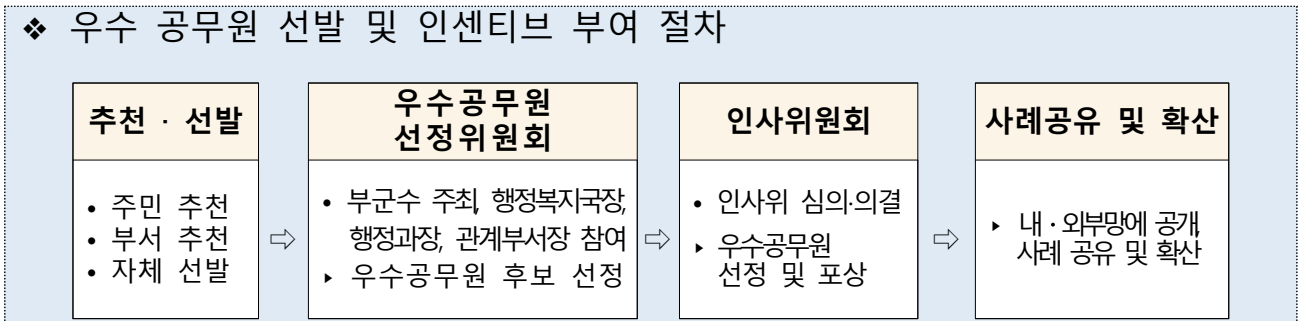 ❖ 우수 공무원 선발 및 인센티브 부여 절차
추천 · 선발
• 주민 추천
• 부서 추천
• 자체 선발
⇨
우수공무원
선정위원회
• 부군수 주최, 행정복지국장,
행정과장, 관계부서장 참여
▸ 우수공무원 후보 선정
⇨
인사위원회
• 인사위 심의·의결
▸ 우수공무원
선정 및 포상
⇨
사례공유 및 확산
▸ 내·외부망에 공개,
사례 공유 및 확산